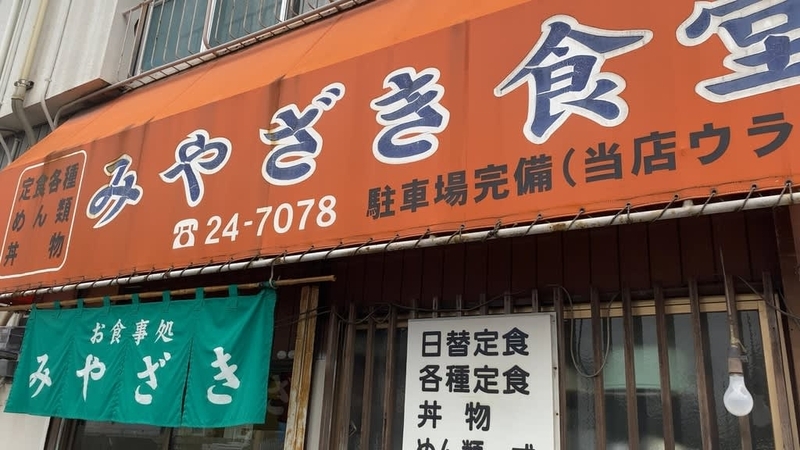 みやざき食堂
定食各種
めん類
丼物
☎24-7078
駐車場完備(当店ウラ
お食事処
みやざき
日替定食
各種定食
丼物
めん類